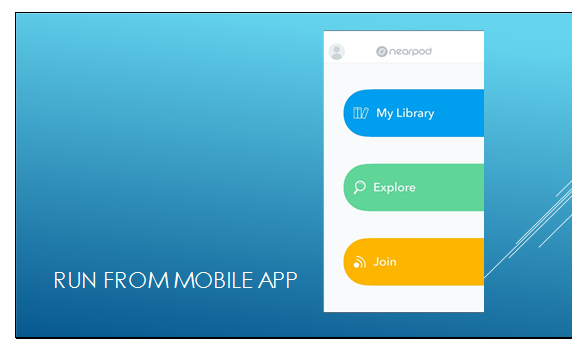 nearpod
My Library
Explore
Join
RUN FROM MOBILE APP